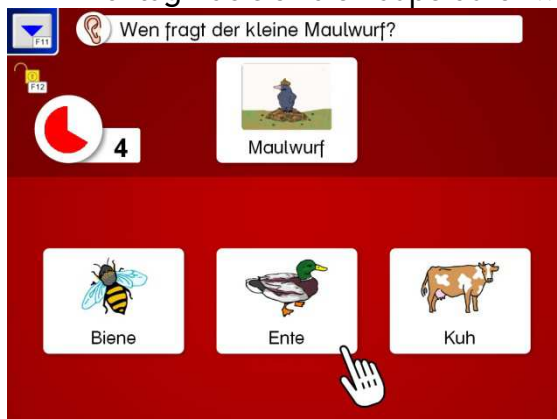 F11
Wen fragt der kleine Maulwurf?
F12
4
Maulwurf
Biene
Ente
Kuh